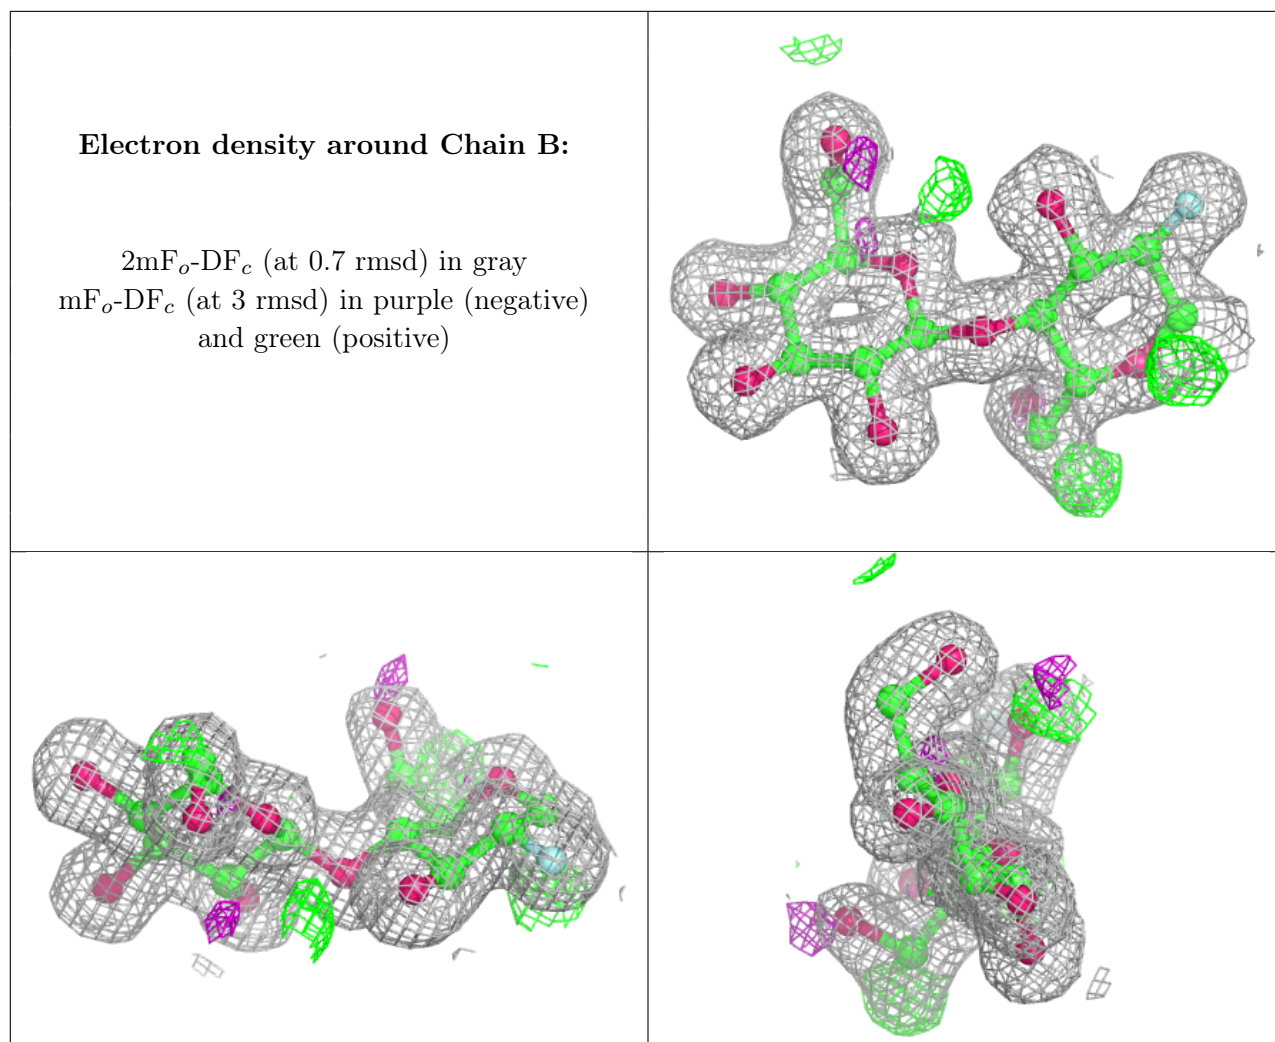 Electron density around Chain B:
2mFo-DFc (at 0.7 rmsd) in gray
mFo-DFc (at 3 rmsd) in purple (negative)
and green (positive)